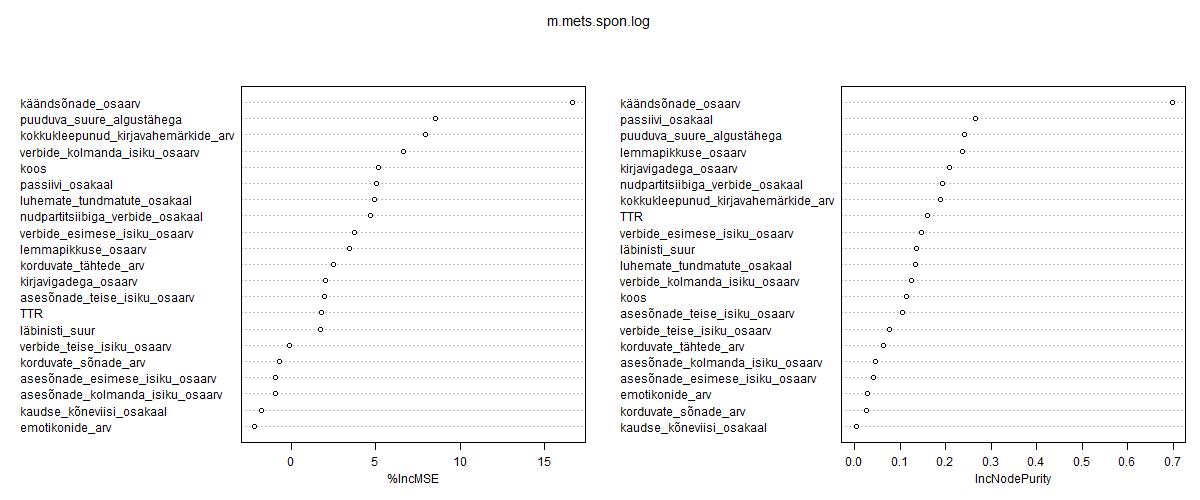 m.mets.spon.log
käändsõnade_osaarv
puuduva_suure_algustähega
kokkukleepunud_kirjavahemärkide_arv
verbide_kolmanda_isiku_osaarv
koos
passiivi_osakaal
luhemate_tundmatute_osakaal
nudpartitsiibiga_verbide_osakaal
verbide_esimese_isiku_osaarv
lemmapikkuse_osaarv
korduvate_tähtede_arv
kirjavigadega_osaarv
asesõnade_teise_isiku_osaarv
TTR
läbinisti_suur
verbide_teise_isiku_osaarv
korduvate_sõnade_arv
asesõnade_esimese_isiku_osaarv
asesõnade_kolmanda_isiku_osaarv
kaudse_kõneviisi_osakaal
emotikonide_arv
0 5 10 15
%IncMSE
käändsõnade_osaarv
passiivi_osakaal
puuduva_suure_algustähega
lemmapikkuse_osaarv
kirjavigadega_osaarv
nudpartitsiibiga_verbide_osakaal
kokkukleepunud_kirjavahemärkide_arv
TTR
verbide_esimese_isiku_osaarv
läbinisti_suur
luhemate_tundmatute_osakaal
verbide_kolmanda_isiku_osaarv
koos
asesõnade_teise_isiku_osaarv
verbide_teise_isiku_osaarv
korduvate_tähtede_arv
asesõnade_kolmanda_isiku_osaarv
asesõnade_esimese_isiku_osaarv
emotikonide_arv
korduvate_sõnade_arv
kaudse_kõneviisi_osakaal
0.0 0.1 0.2 0.3 0.4 0.5 0.6 0.7
IncNodePurity